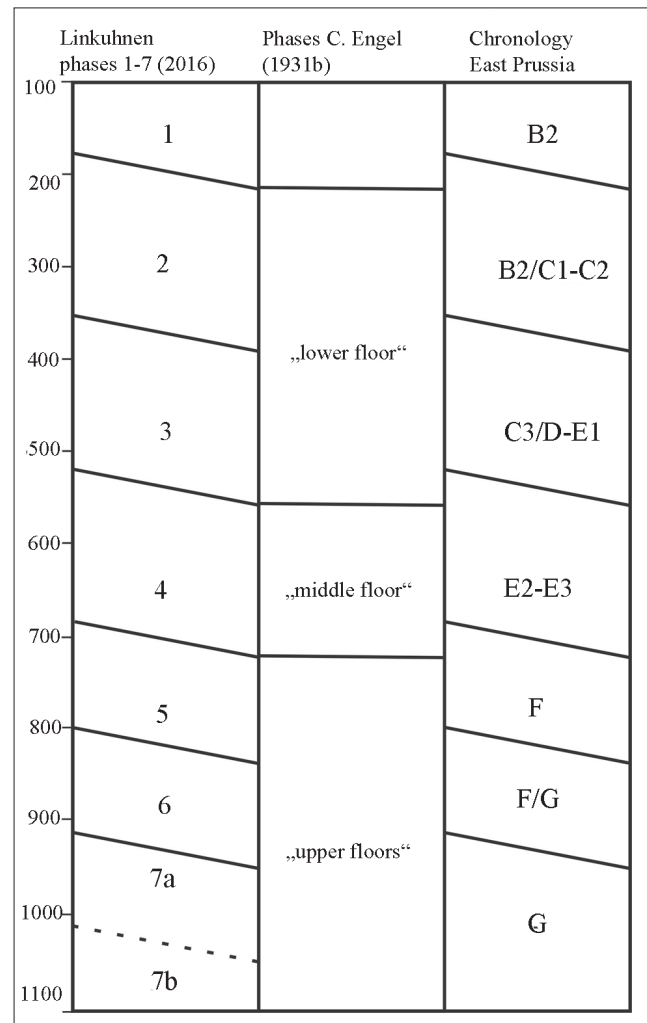 Linkuhnen
phases 1-7 (2016)
Phases C. Engel
(1931b)
Chronology
East Prussia
100
200
300
400
500
600
700
800
900
1000
1100
1
2
3
4
5
6
7a
7b
„lower floor“
„middle floor“
„upper floors“
B2
B2/C1-C2
C3/D-E1
E2-E3
F
F/G
G